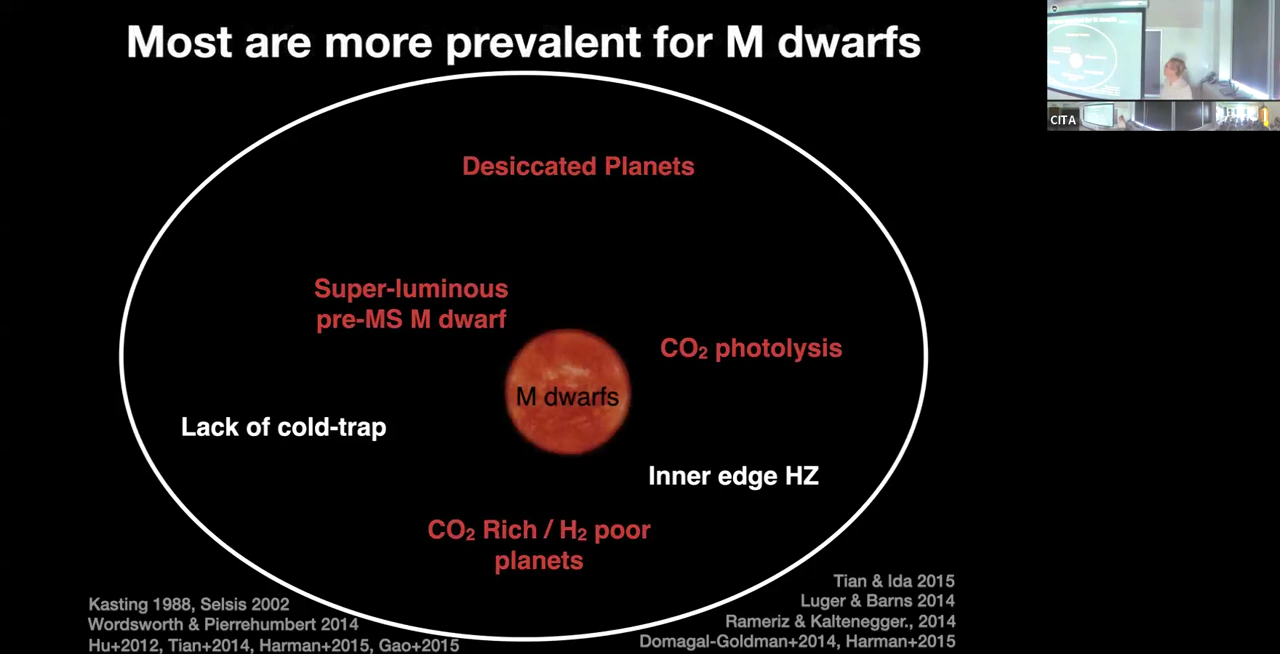 Most are more prevalent for M dwarfs
CITA
Desiccated Planets
Super-luminous
pre-MS M dwarf
CO₂ photolysis
M dwarfs
Lack of cold-trap
Inner edge HZ
CO₂ Rich / H₂ poor
planets
Kasting 1988, Selsis 2002
Wordsworth & Pierrehumbert 2014
Hu+2012, Tian+2014, Harman+2015, Gao+2015
Tian & Ida 2015
Luger & Barns 2014
Rameriz & Kaltenegger., 2014
Domagal-Goldman+2014, Harman+2015